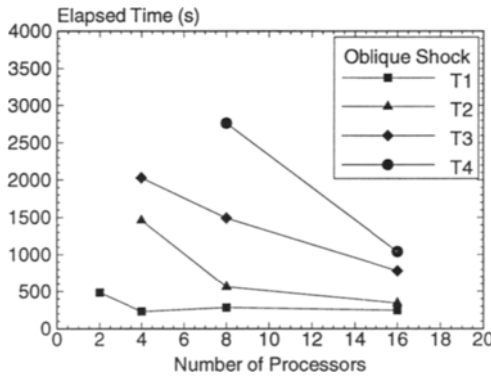 Elapsed Time (s)
4000
3500
3000
2500
2000
1500
1000
500
0
0 2 4 6 8 10 12 14 16 18 20
Number of Processors
Oblique Shock
T1
T2
T3
T4